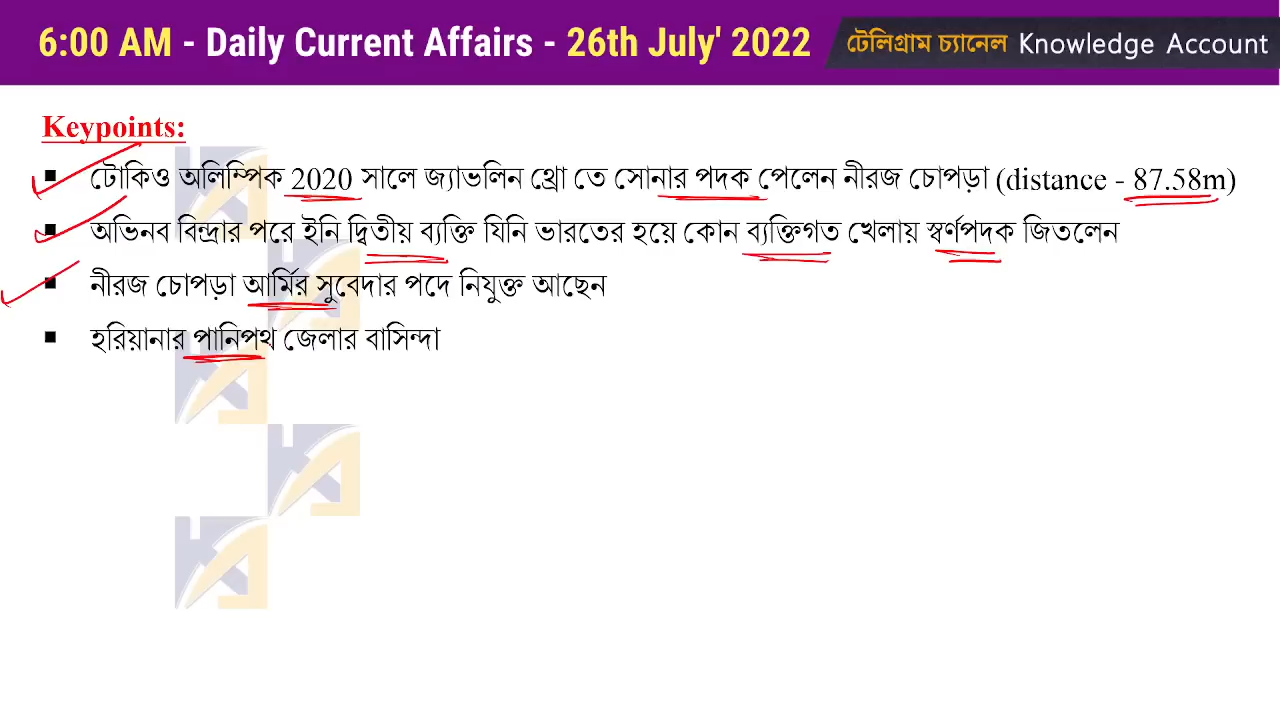 6:00 AM - Daily Current Affairs - 26th July' 2022
টেলিগ্রাম চ্যানেল Knowledge Account
Keypoints:
▪ টোকিও অলিম্পিক 2020 সালে জ্যাভলিন থ্রো তে সোনার পদক পেলেন নীরজ চোপড়া (distance - 87.58m)
▪ অভিনব বিন্দ্রার পরে ইনি দ্বিতীয় ব্যক্তি যিনি ভারতের হয়ে কোন ব্যক্তিগত খেলায় স্বর্ণপদক জিতলেন
▪ নীরজ চোপড়া আর্মির সুবেদার পদে নিযুক্ত আছেন
▪ হরিয়ানার পানিপথ জেলার বাসিন্দা